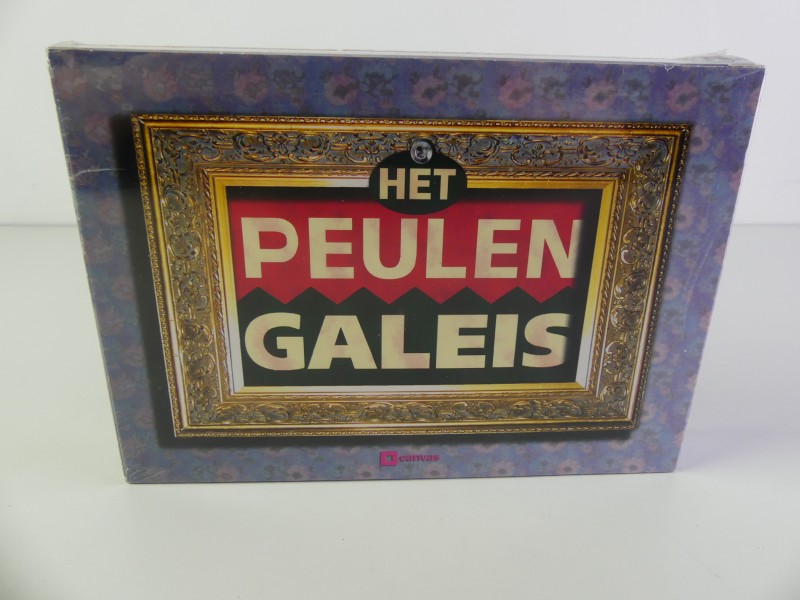 HET
PEULEN
GALEIS
canvas